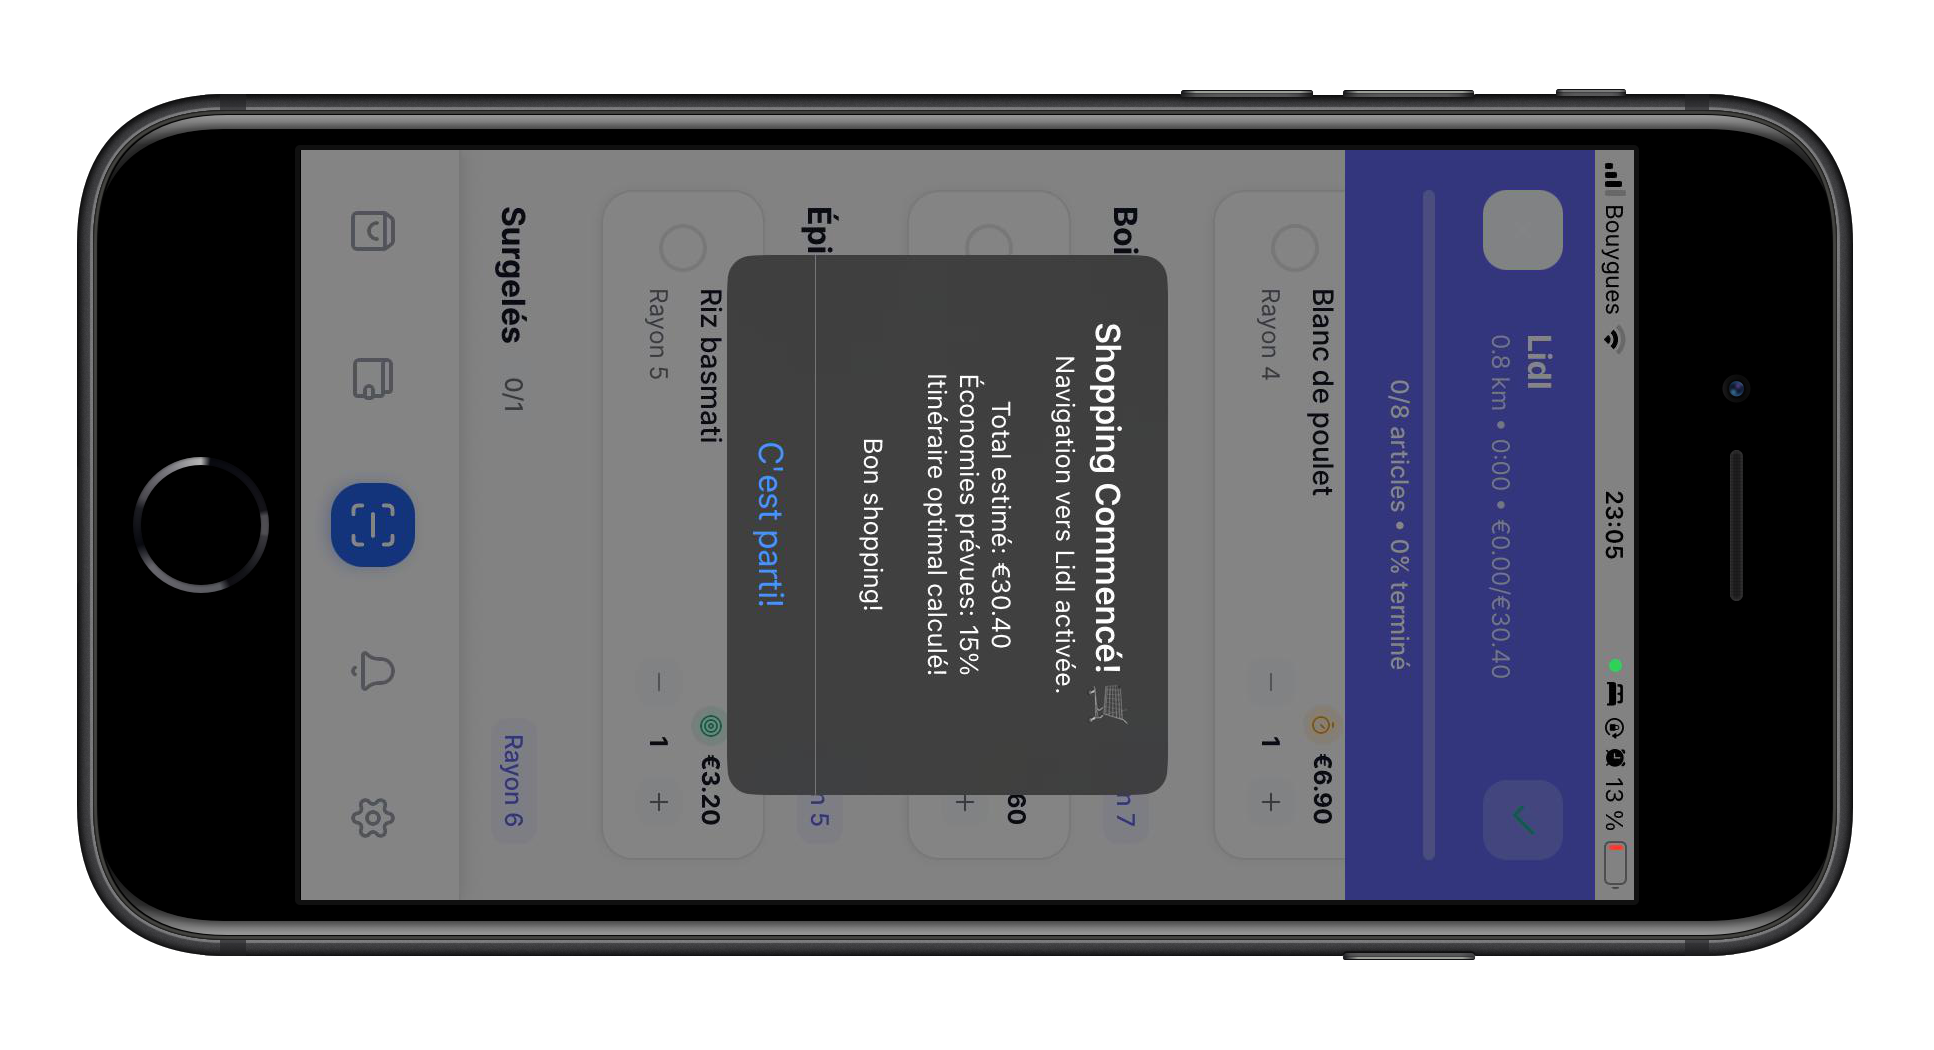 Bouygues 23:05 13 %
Lidl
0.8 km • 0:00 • €0.00/€30.40
0/8 articles • 0% terminé
Blanc de poulet €6.90
Rayon 4 1
Shopping Commencé!
Navigation vers Lidl activée.
Total estimé: €30.40
Économies prévues: 15%
Itinéraire optimal calculé!
Bon shopping!
C'est parti!
Boi n 7
60
Épi n 5
Riz basmati €3.20
Rayon 5 1
Surgelés 0/1 Rayon 6